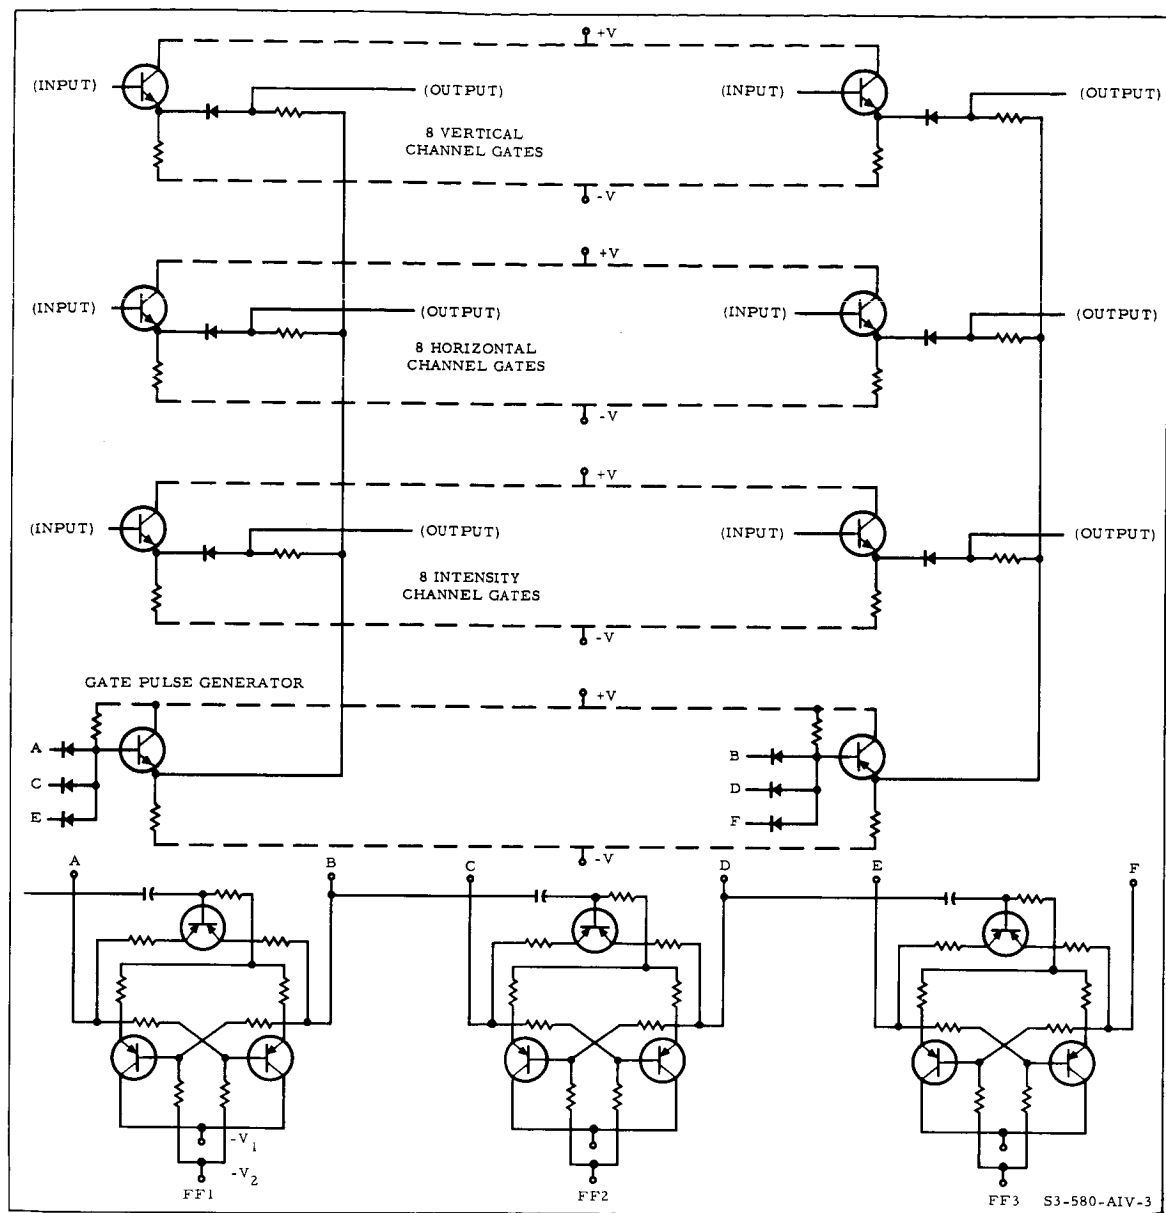 +V
(INPUT) (OUTPUT) (INPUT) (OUTPUT)
8 VERTICAL
CHANNEL GATES
-V
+V
(INPUT) (OUTPUT) (INPUT) (OUTPUT)
8 HORIZONTAL
CHANNEL GATES
-V
+V
(INPUT) (OUTPUT) (INPUT) (OUTPUT)
8 INTENSITY
CHANNEL GATES
-V
GATE PULSE GENERATOR +V
A B
C D
E F
-V
A B C D E F
-V1
-V2
FF1 FF2 FF3 S3-580-AIV-3